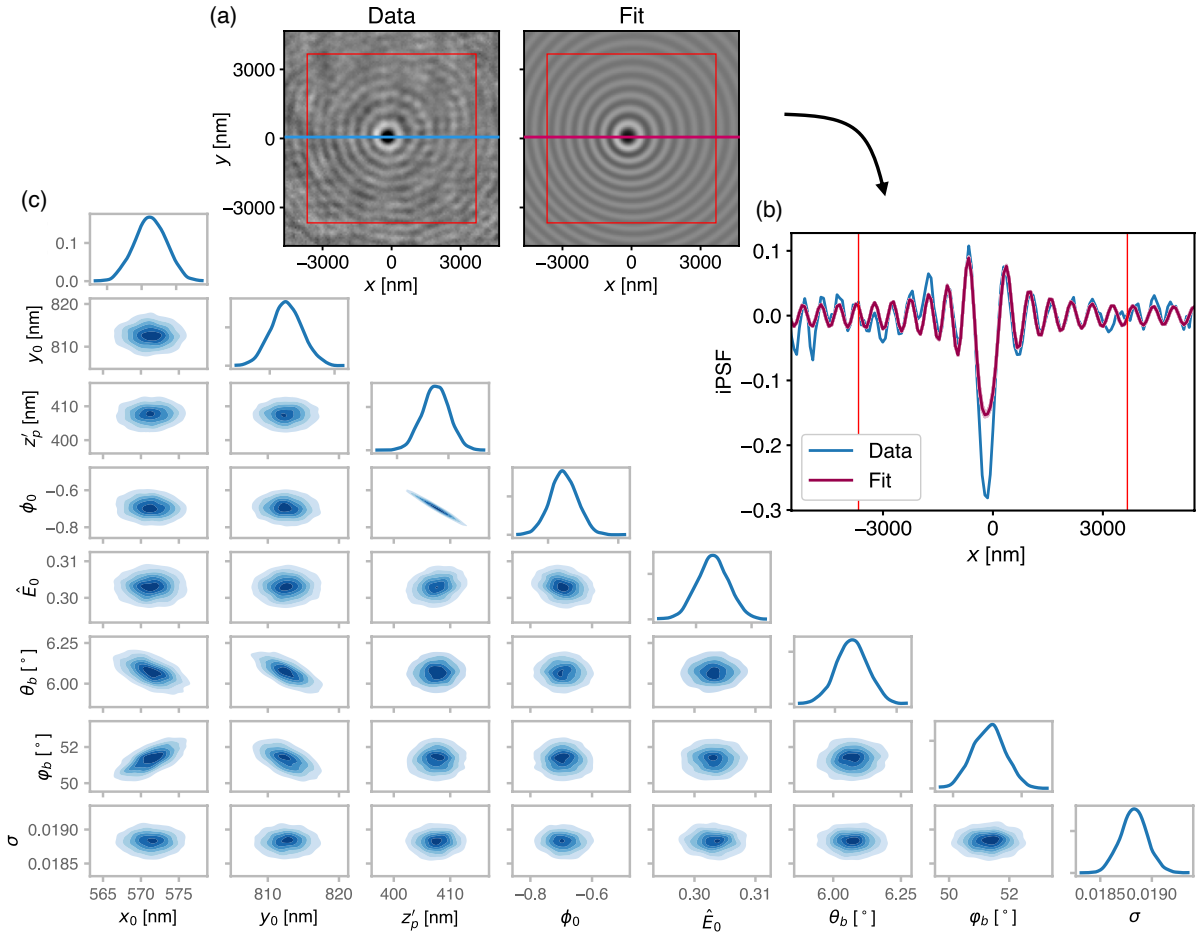 (a)
Data
Fit
y [nm]
3000
0
−3000
−3000
0
3000
−3000
0
3000
x [nm]
x [nm]
(b)
iPSF
0.1
0.0
−0.1
−0.2
−0.3
Data
Fit
−3000
0
3000
x [nm]
(c)
0.1
0.0
y₀ [nm]
820
810
z′ₚ [nm]
410
400
ϕ₀
−0.6
−0.8
Ê₀
0.31
0.30
θ_b [°]
6.25
6.00
φ_b [°]
52
50
σ
0.0190
0.0185
565 570 575
810 820
400 410
−0.8 −0.6
0.30 0.31
6.00 6.25
50 52
0.0185 0.0190
x₀ [nm]
y₀ [nm]
z′ₚ [nm]
ϕ₀
Ê₀
θ_b [°]
φ_b [°]
σ